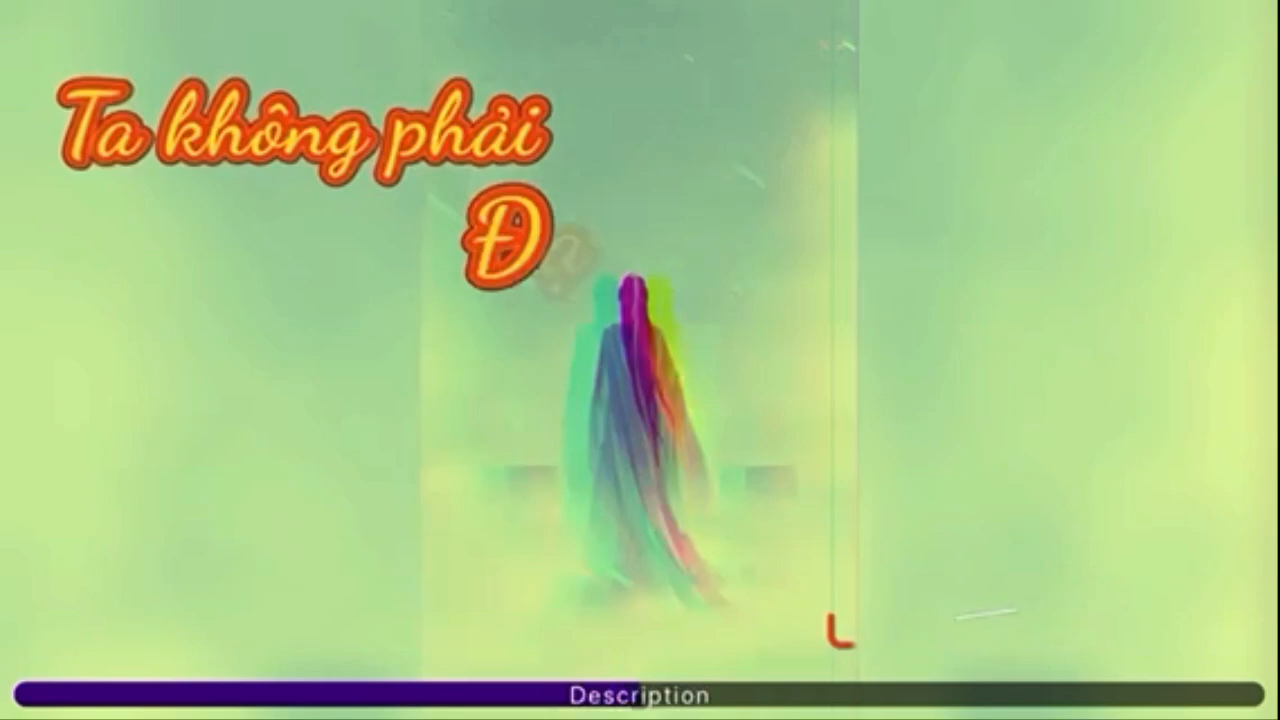 Ta không phải
Đ
Description